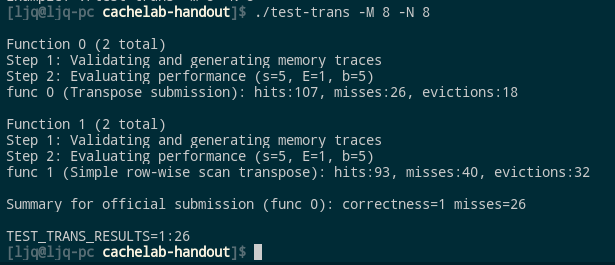 [ljq@ljq-pc cachelab-handout]$ ./test-trans -M 8 -N 8
Function 0 (2 total)
Step 1: Validating and generating memory traces
Step 2: Evaluating performance (s=5, E=1, b=5)
func 0 (Transpose submission): hits:107, misses:26, evictions:18
Function 1 (2 total)
Step 1: Validating and generating memory traces
Step 2: Evaluating performance (s=5, E=1, b=5)
func 1 (Simple row-wise scan transpose): hits:93, misses:40, evictions:32
Summary for official submission (func 0): correctness=1 misses=26
TEST_TRANS_RESULTS=1:26
[ljq@ljq-pc cachelab-handout]$